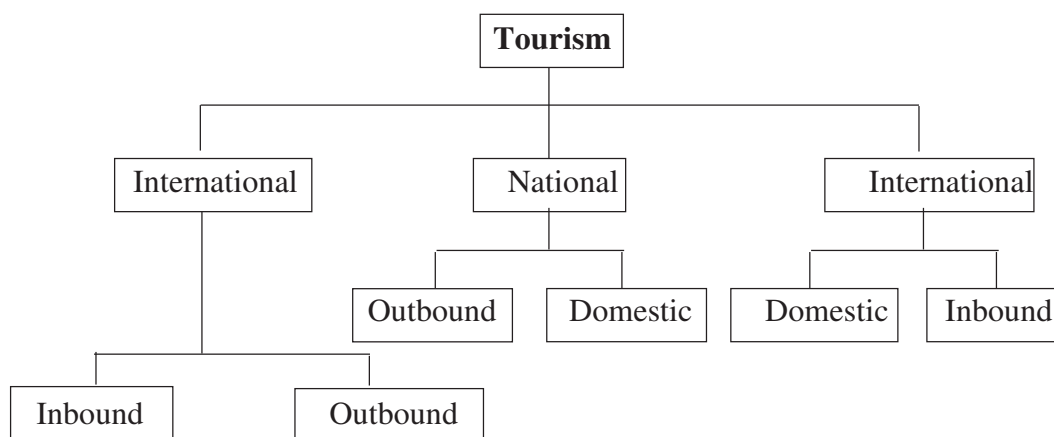 Tourism
International
National
International
Outbound
Domestic
Domestic
Inbound
Inbound
Outbound